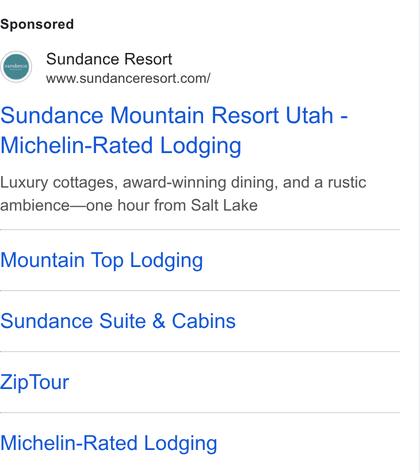 Sponsored
sundance
Sundance Resort
www.sundanceresort.com/
Sundance Mountain Resort Utah -
Michelin-Rated Lodging
Luxury cottages, award-winning dining, and a rustic
ambience—one hour from Salt Lake
Mountain Top Lodging
Sundance Suite & Cabins
ZipTour
Michelin-Rated Lodging